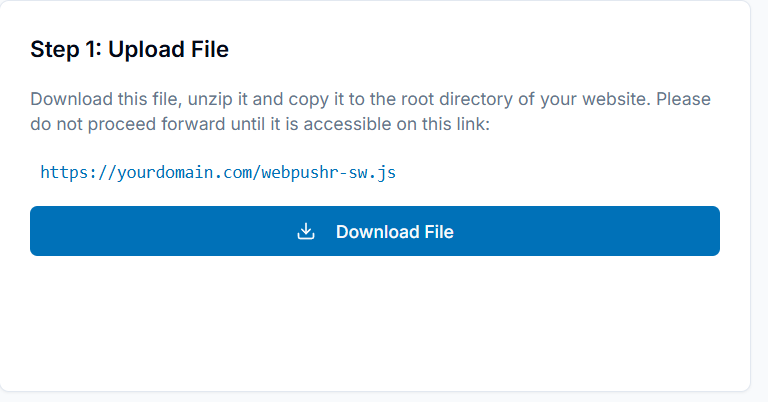 Step 1: Upload File
Download this file, unzip it and copy it to the root directory of your website. Please
do not proceed forward until it is accessible on this link:
https://yourdomain.com/webpushr-sw.js
Download File